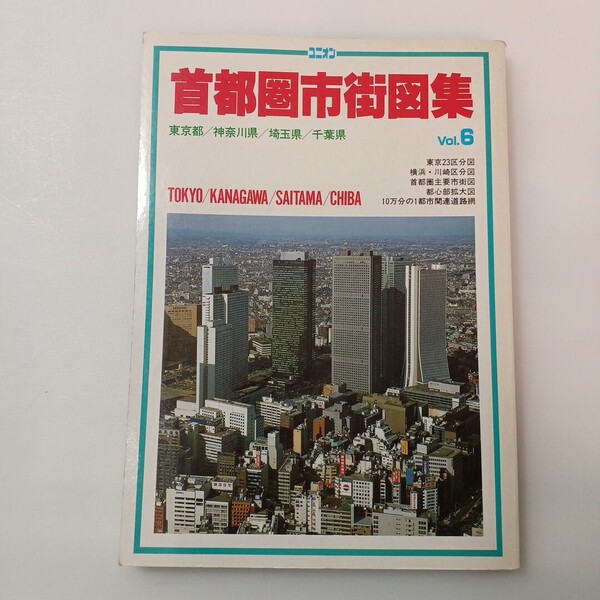 ユニオン
首都圏市街図集
東京都/神奈川県/埼玉県/千葉県
Vol.6
東京23区分図
横浜・川崎区分図
首都圏主要市街図
都心部拡大図
10万分の1都市関連道路網
TOKYO/KANAGAWA/SAITAMA/CHIBA